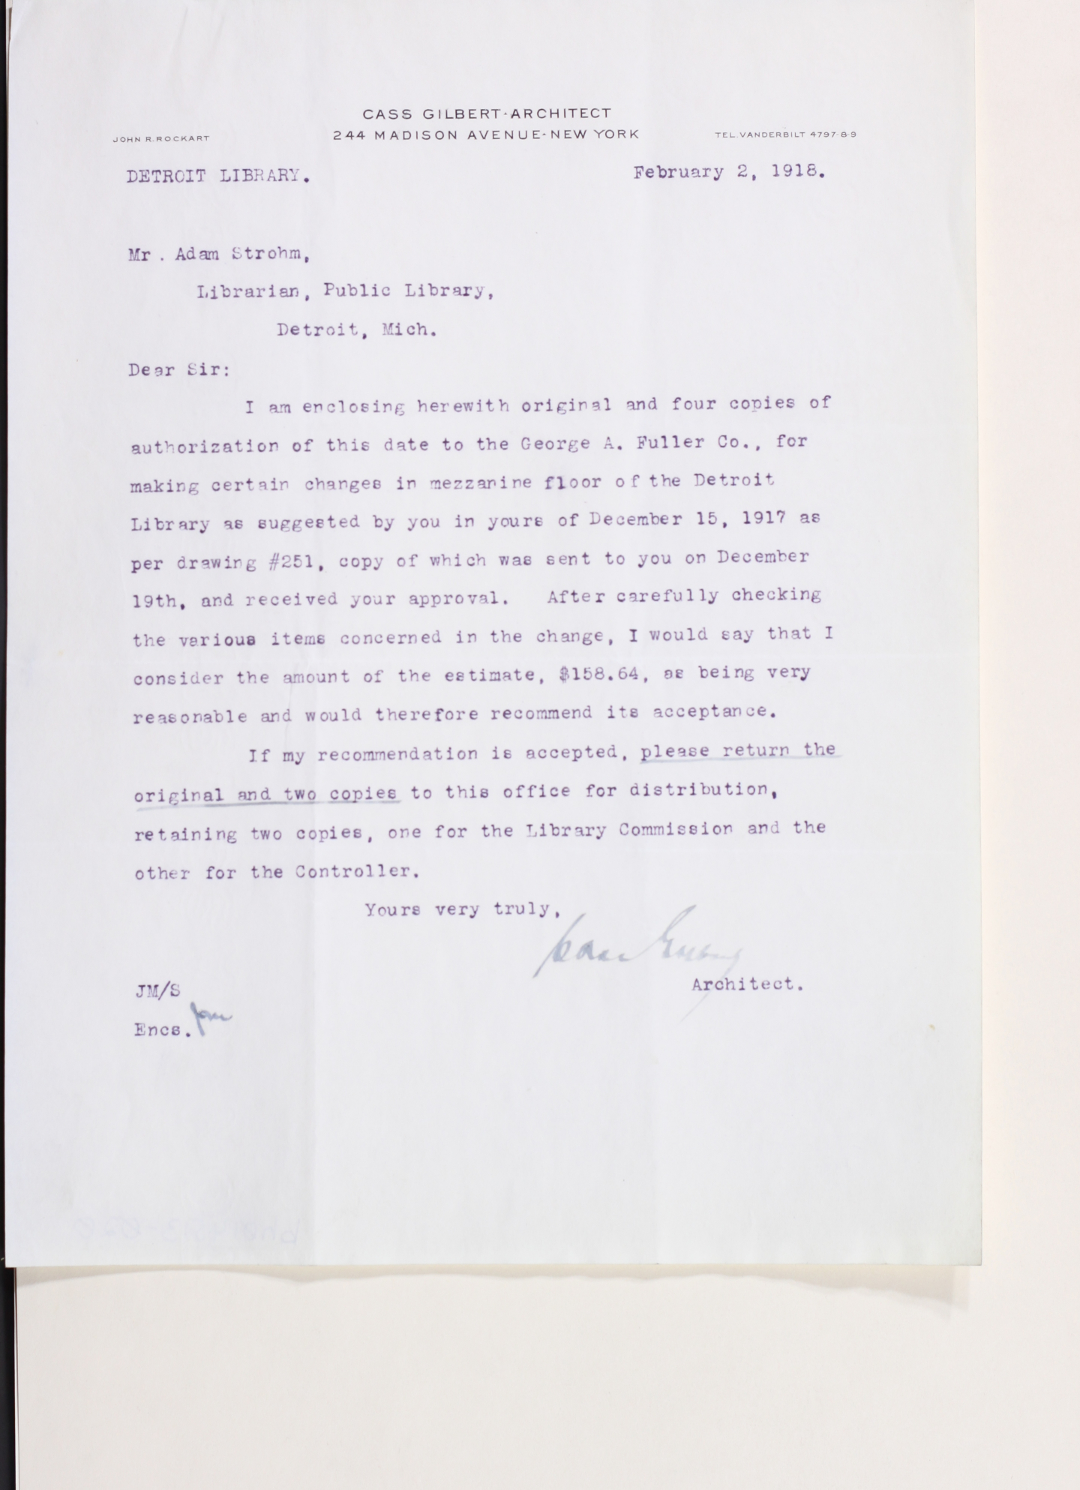 CASS GILBERT·ARCHITECT
JOHN R. ROCKART 244 MADISON AVENUE-NEW YORK TEL. VANDERBILT 4797-8-9
DETROIT LIBRARY. February 2, 1918.
Mr. Adam Strohm,
Librarian, Public Library,
Detroit, Mich.
Dear Sir:
I am enclosing herewith original and four copies of
authorization of this date to the George A. Fuller Co., for
making certain changes in mezzanine floor of the Detroit
Library as suggested by you in yours of December 15, 1917 as
per drawing #251, copy of which was sent to you on December
19th, and received your approval. After carefully checking
the various items concerned in the change, I would say that I
consider the amount of the estimate, $158.64, as being very
reasonable and would therefore recommend its acceptance.
If my recommendation is accepted, please return the
original and two copies to this office for distribution,
retaining two copies, one for the Library Commission and the
other for the Controller.
Yours very truly,
Cass Gilbert
Architect.
JM/S
Encs.